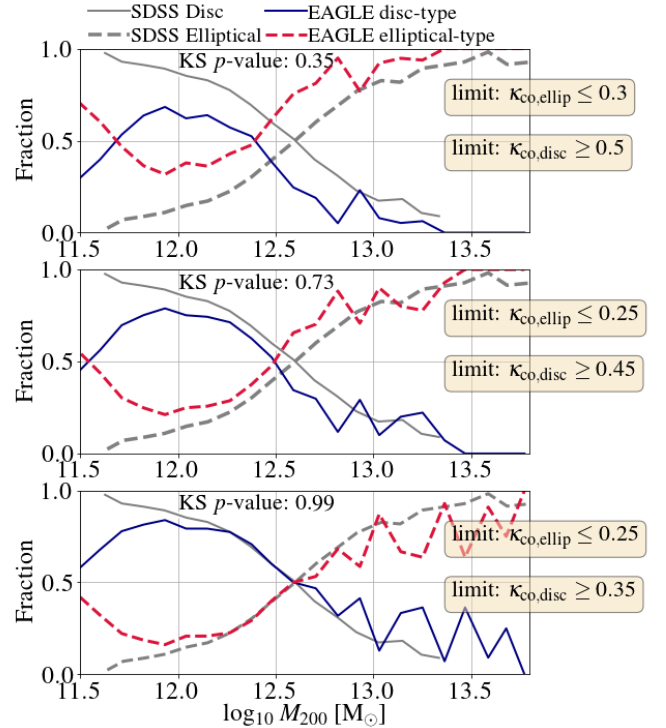 SDSS Disc EAGLE disc-type
SDSS Elliptical EAGLE elliptical-type
1.0
KS p-value: 0.35
limit: κco,ellip ≤ 0.3
Fraction
0.5
limit: κco,disc ≥ 0.5
0.0
11.5 12.0 12.5 13.0 13.5
1.0
KS p-value: 0.73
limit: κco,ellip ≤ 0.25
Fraction
0.5
limit: κco,disc ≥ 0.45
0.0
11.5 12.0 12.5 13.0 13.5
1.0
KS p-value: 0.99
limit: κco,ellip ≤ 0.25
Fraction
0.5
limit: κco,disc ≥ 0.35
0.0
11.5 12.0 12.5 13.0 13.5
log10 M200 [M⊙]